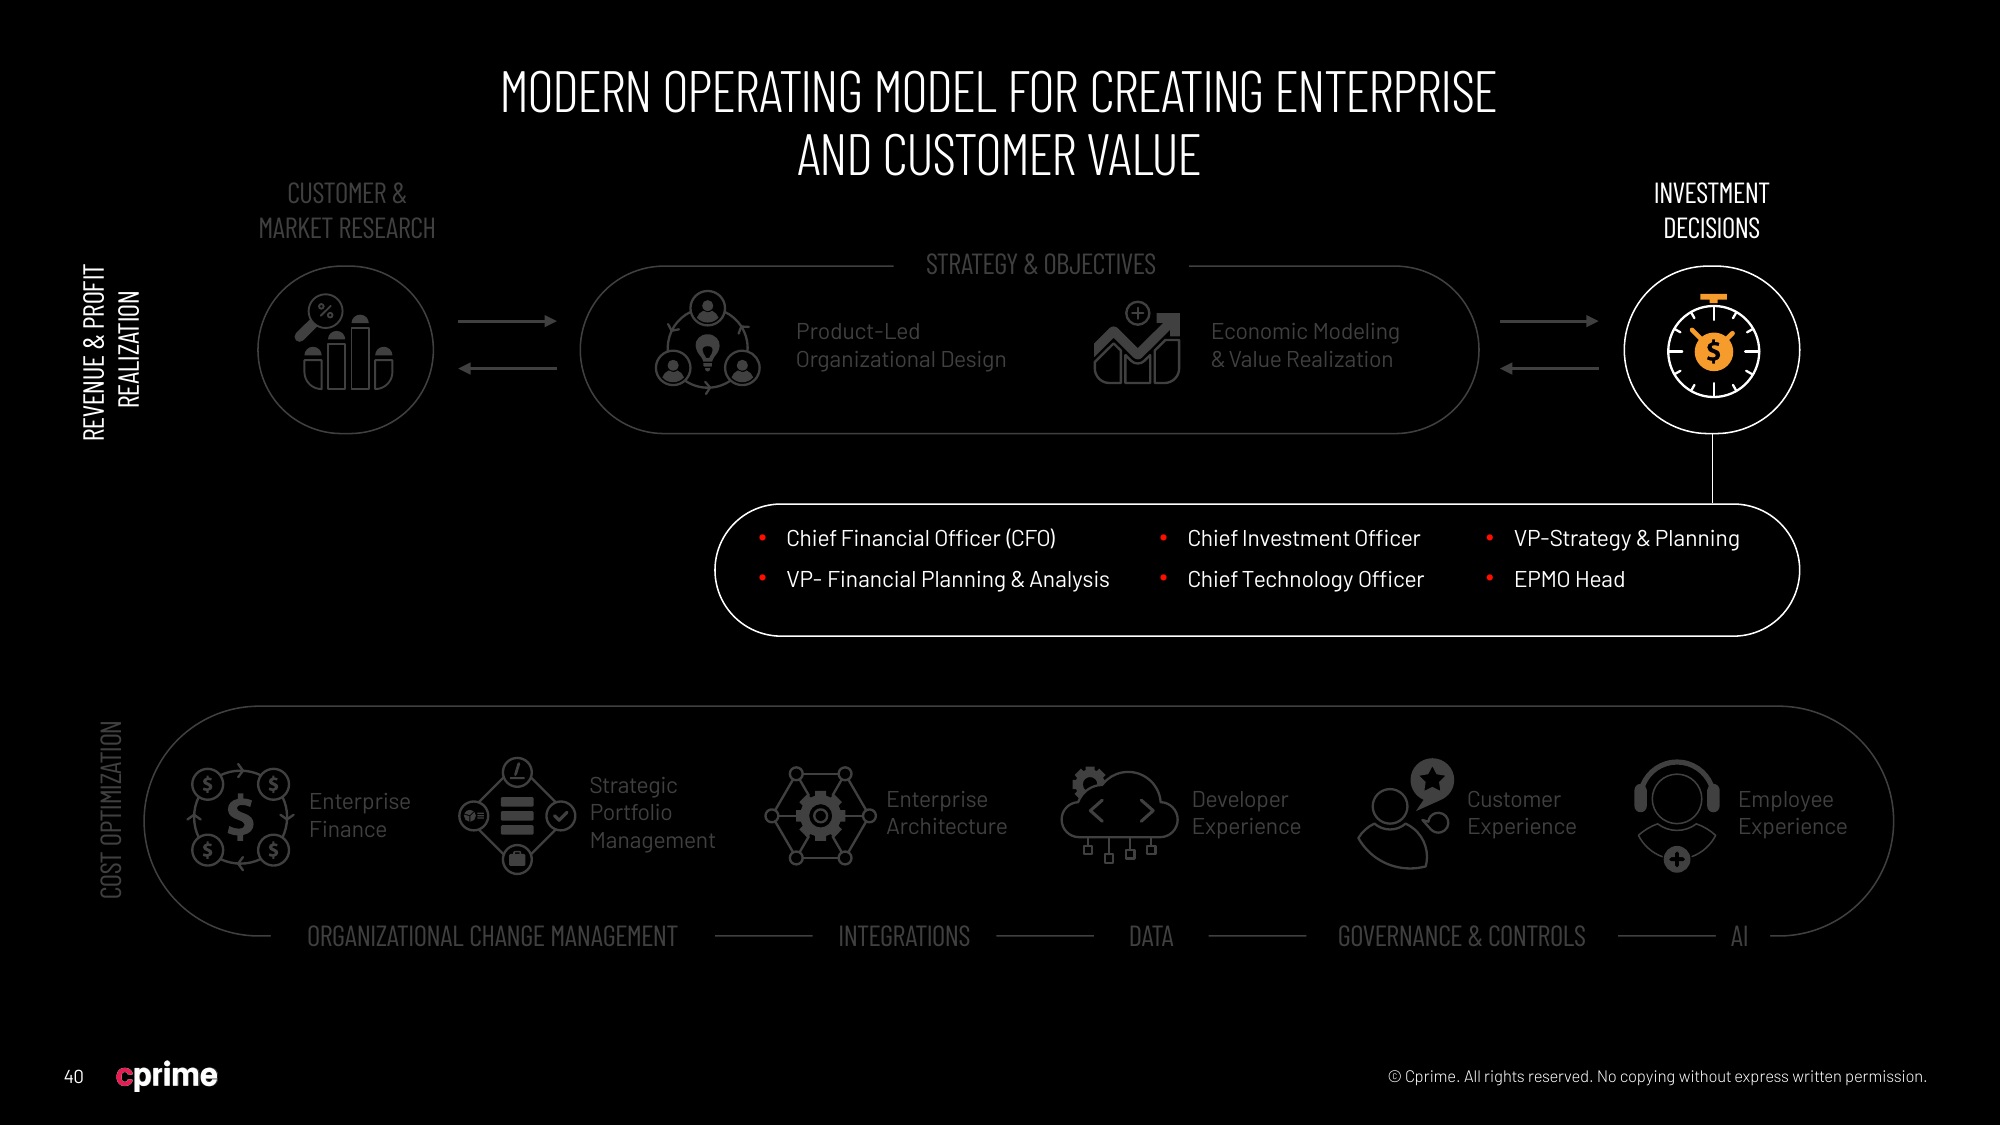 MODERN OPERATING MODEL FOR CREATING ENTERPRISE
AND CUSTOMER VALUE
CUSTOMER &
MARKET RESEARCH
INVESTMENT
DECISIONS
REVENUE & PROFIT
REALIZATION
STRATEGY & OBJECTIVES
%
Product-Led
Organizational Design
Economic Modeling
& Value Realization
$
• Chief Financial Officer (CFO)
• VP- Financial Planning & Analysis
• Chief Investment Officer
• Chief Technology Officer
• VP-Strategy & Planning
• EPMO Head
COST OPTIMIZATION
$ $
$
$ $
Enterprise
Finance
Strategic
Portfolio
Management
Enterprise
Architecture
Developer
Experience
Customer
Experience
Employee
Experience
ORGANIZATIONAL CHANGE MANAGEMENT
INTEGRATIONS
DATA
GOVERNANCE & CONTROLS
AI
40
cprime
© Cprime. All rights reserved. No copying without express written permission.